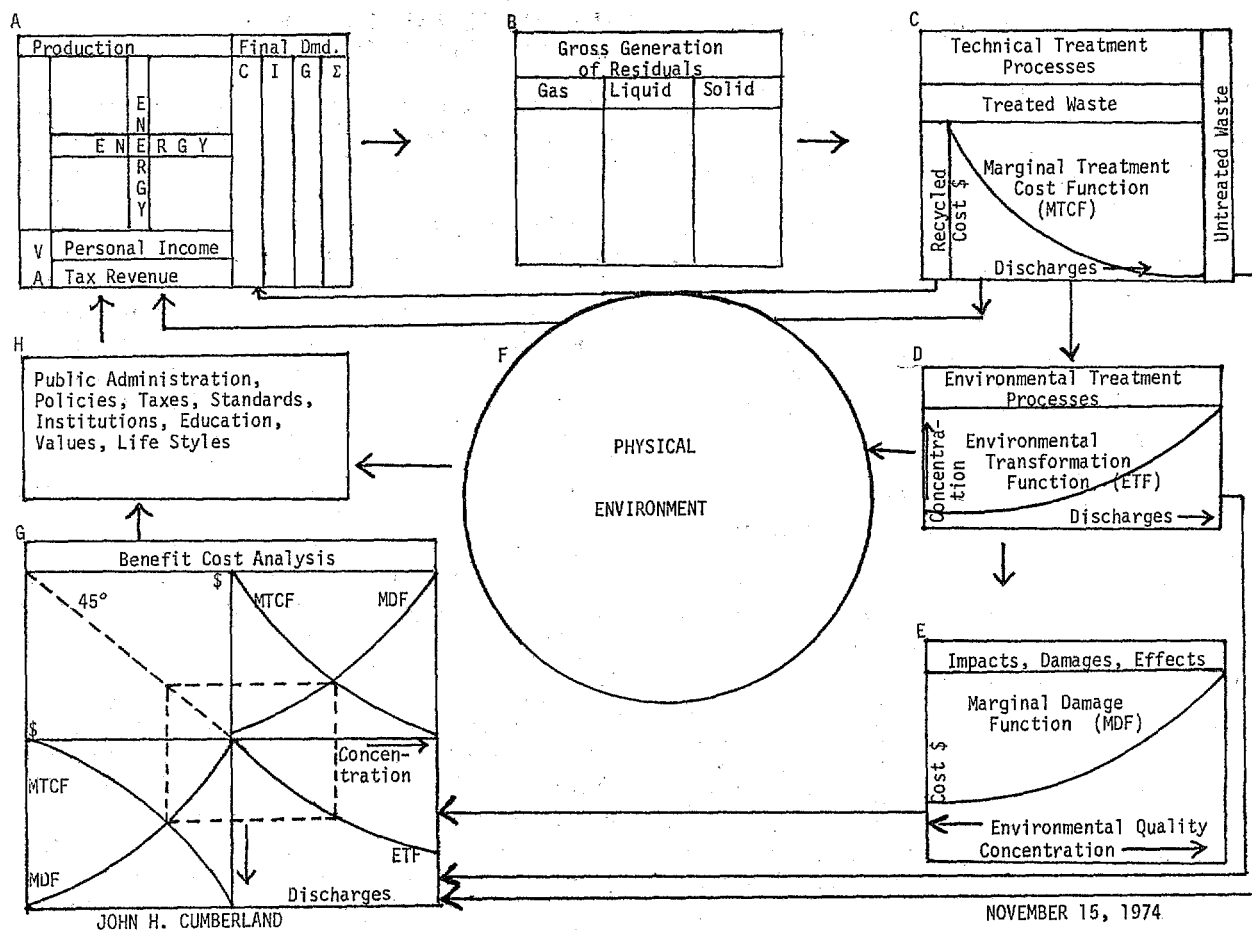 A
Production
Final Dmd.
C I G Σ
ENERGY
ENERGY
V
A
Personal Income
Tax Revenue
B
Gross Generation
of Residuals
Gas Liquid Solid
C
Technical Treatment
Processes
Treated Waste
Recycled
Cost $
Marginal Treatment
Cost Function
(MTCF)
Discharges
Untreated Waste
H
Public Administration,
Policies, Taxes, Standards,
Institutions, Education,
Values, Life Styles
F
PHYSICAL
ENVIRONMENT
D
Environmental Treatment
Processes
Concentra-
tion
Environmental
Transformation
Function (ETF)
Discharges
G
Benefit Cost Analysis
45°
$
MTCF
MDF
$
Concen-
tration
MTCF
MDF
ETF
Discharges
E
Impacts, Damages, Effects
Marginal Damage
Function (MDF)
Cost $
Environmental Quality
Concentration
JOHN H. CUMBERLAND
NOVEMBER 15, 1974